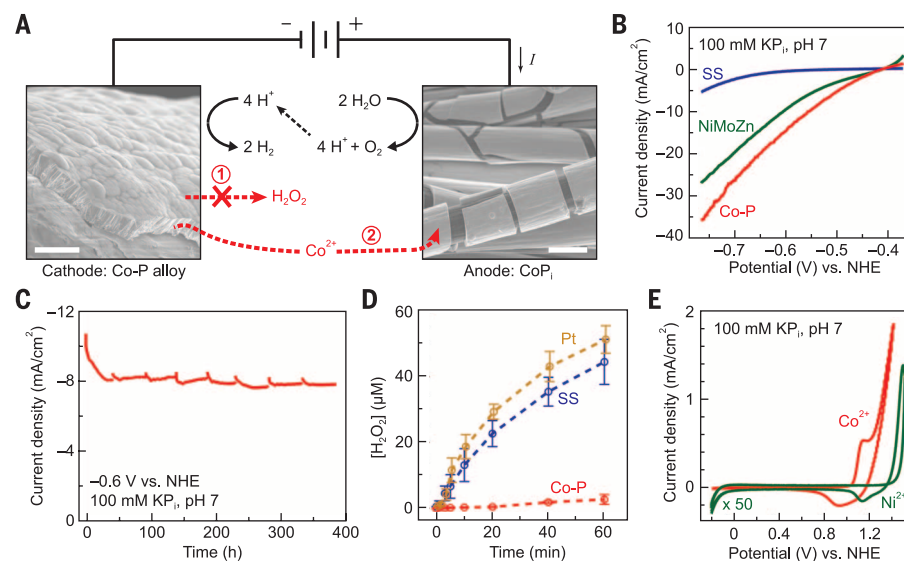 A
−
+
I
4 H+
2 H2O
2 H2
4 H+ + O2
①
H2O2
Co2+
②
Cathode: Co-P alloy
Anode: CoPi
B
100 mM KPi, pH 7
SS
NiMoZn
Co-P
Current density (mA/cm2)
0
−10
−20
−30
−40
−0.7
−0.6
−0.5
−0.4
Potential (V) vs. NHE
C
Current density (mA/cm2)
−12
−8
−4
0
−0.6 V vs. NHE
100 mM KPi, pH 7
0
100
200
300
400
Time (h)
D
[H2O2] (μM)
60
40
20
0
Pt
SS
Co-P
0
20
40
60
Time (min)
E
100 mM KPi, pH 7
Current density (mA/cm2)
2
1
0
Co2+
Ni2+
x 50
0
0.4
0.8
1.2
Potential (V) vs. NHE